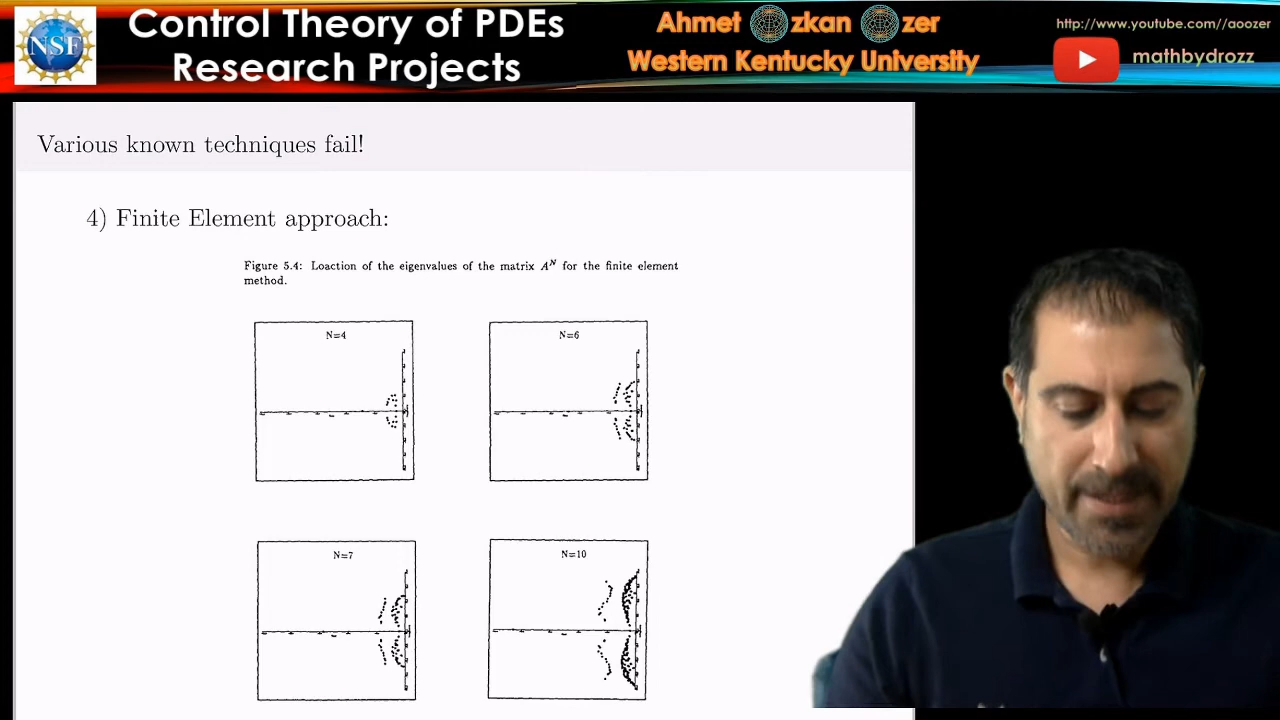 NSF
Control Theory of PDEs
Research Projects
Ahmet zkan zer
Western Kentucky University
http://www.youtube.com//aoozer
mathbydrozz
Various known techniques fail!
4) Finite Element approach:
Figure 5.4: Loaction of the eigenvalues of the matrix Aᴺ for the finite element
method.
N=4
N=6
N=7
N=10